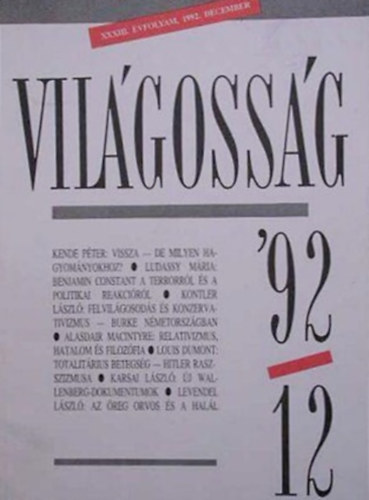 XXXIII. ÉVFOLYAM, 1992. DECEMBER
VILÁGOSSÁG
KENDE PÉTER: VISSZA — DE MILYEN HA-
GYOMÁNYOKHOZ? ● LUDASSY MÁRIA:
BENJAMIN CONSTANT A TERRORRÓL ÉS A
POLITIKAI REAKCIÓRÓL ● KONTLER
LÁSZLÓ: FELVILÁGOSODÁS ÉS KONZERVA-
TIVIZMUS — BURKE NÉMETORSZÁGBAN
● ALASDAIR MACINTYRE: RELATIVIZMUS,
HATALOM ÉS FILOZÓFIA ● LOUIS DUMONT:
TOTALITÁRIUS BETEGSÉG — HITLER RASZ-
SZIZMUSA ● KARSAI LÁSZLÓ: ÚJ WAL-
LENBERG-DOKUMENTUMOK ● LEVENDEL
LÁSZLÓ: AZ ÖREG ORVOS ÉS A HALÁL
'92
12